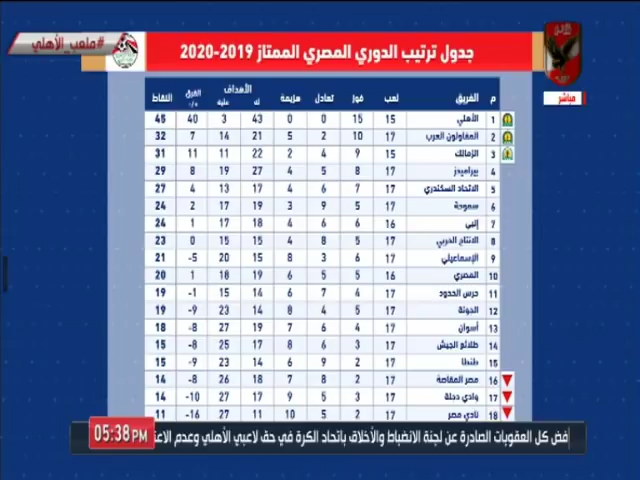 #ملعب_الأهلي
جدول ترتيب الدوري المصري الممتاز 2019-2020
مباشر
م الفريق لعب فوز تعادل هزيمة الأهداف له عليه الفرق +/- النقاط
1 الأهلي 15 15 0 0 43 3 40 45
2 المقاولون العرب 17 10 2 5 21 14 7 32
3 الزمالك 15 9 4 2 22 11 11 31
4 بيراميدز 17 8 5 4 27 19 8 29
5 الاتحاد السكندري 17 7 6 4 17 13 4 27
6 سموحة 17 5 9 3 19 17 2 24
7 إنبي 16 6 6 4 18 17 1 24
8 الانتاج الحربي 17 5 8 4 15 15 0 23
9 الإسماعيلي 17 6 3 8 15 20 5- 21
10 المصري 16 5 5 6 19 18 1 20
11 حرس الحدود 17 4 7 6 14 15 1- 19
12 الجونة 17 5 4 8 14 23 9- 19
13 أسوان 17 4 6 7 19 27 8- 18
14 طلائع الجيش 17 3 6 8 17 25 8- 15
15 طنطا 17 2 9 6 14 23 9- 15
16 مصر المقاصة 17 2 8 7 18 26 8- 14
17 وادي دجلة 17 3 5 9 17 27 10- 14
18 نادي مصر 17 2 5 10 11 27 16- 11
فض كل العقوبات الصادرة عن لجنة الانضباط والأخلاق باتحاد الكرة في حق لاعبي الأهلي وعدم الاعت
05:38 PM